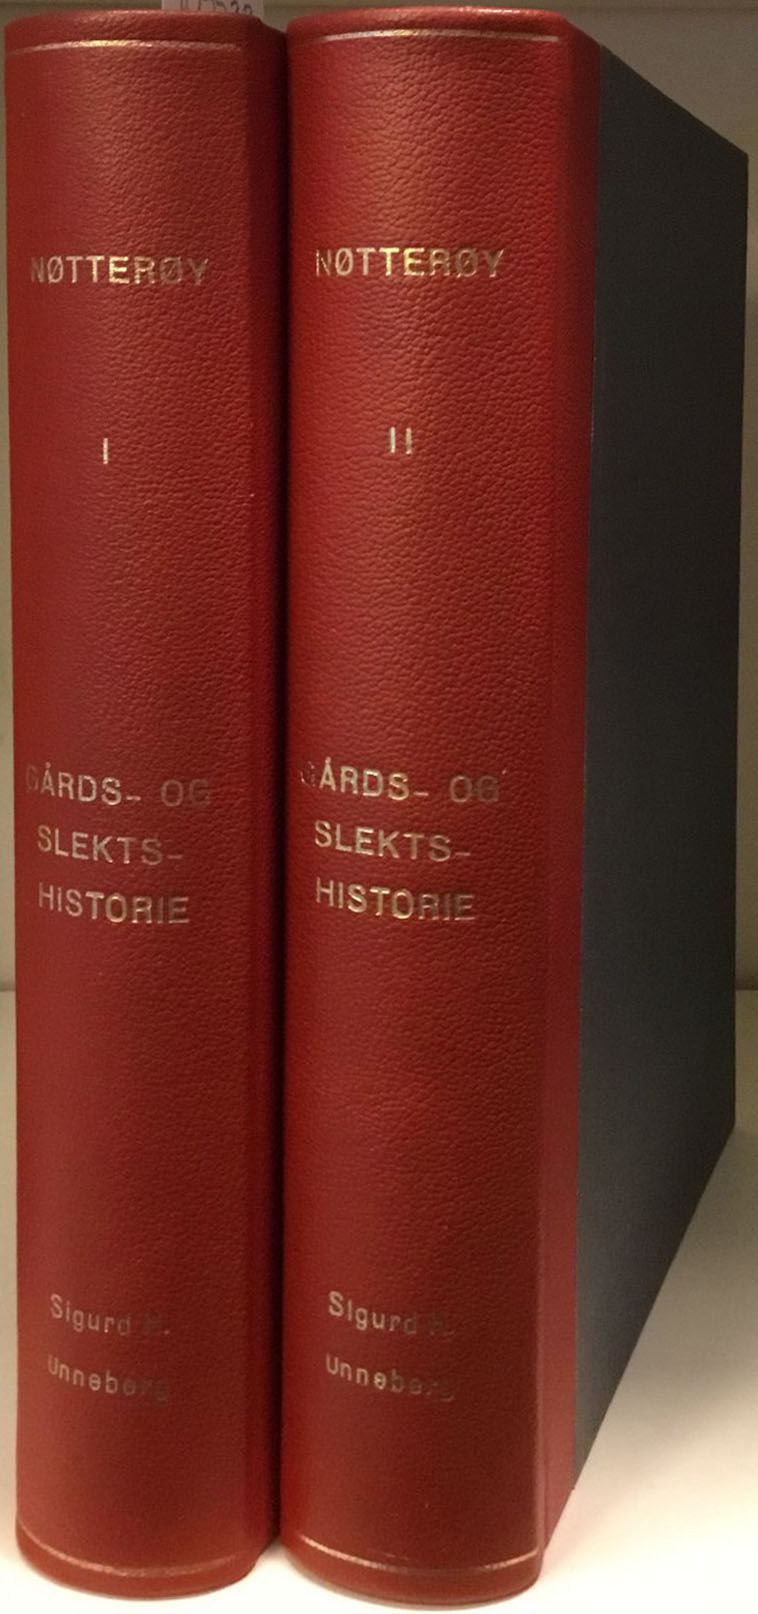 NØTTERØY
I
GÅRDS- OG
SLEKTS-
HISTORIE
Sigurd H.
Unneberg
NØTTERØY
II
GÅRDS- OG
SLEKTS-
HISTORIE
Sigurd H.
Unneberg